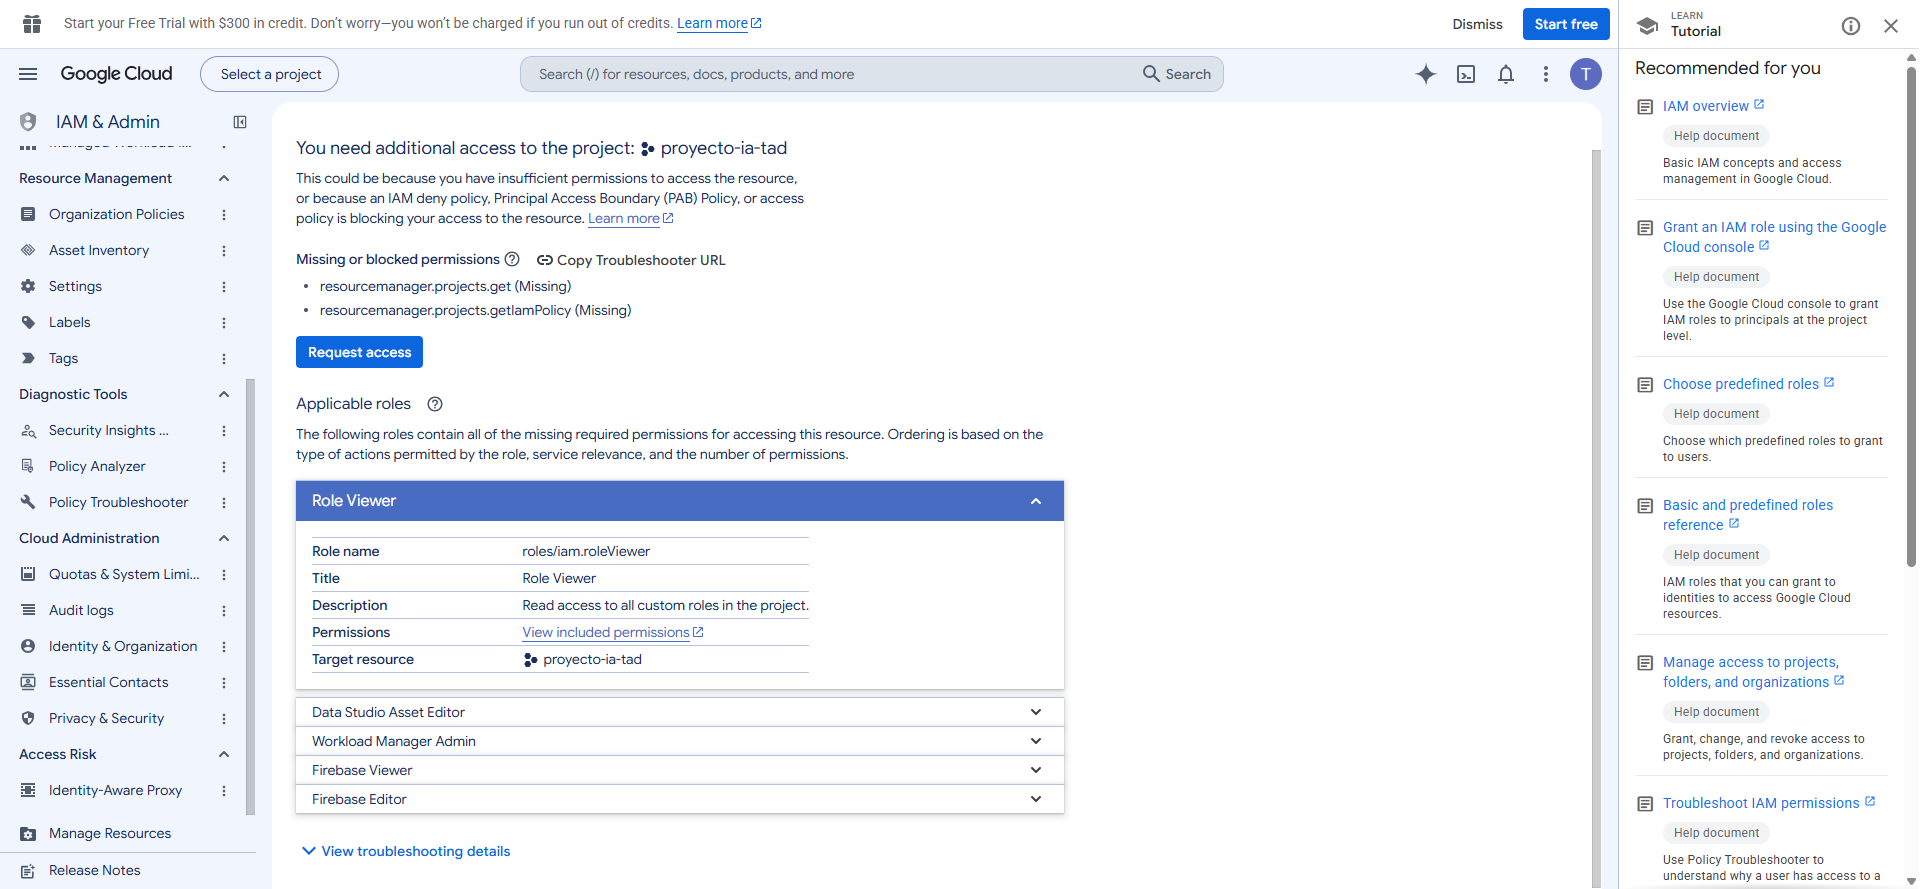 Start your Free Trial with $300 in credit. Don't worry—you won't be charged if you run out of credits. Learn more
Dismiss
Start free
LEARN
Tutorial
Google Cloud
Select a project
Search (/) for resources, docs, products, and more
Search
T
IAM & Admin
Resource Management
Organization Policies
Asset Inventory
Settings
Labels
Tags
Diagnostic Tools
Security Insights ...
Policy Analyzer
Policy Troubleshooter
Cloud Administration
Quotas & System Limi...
Audit logs
Identity & Organization
Essential Contacts
Privacy & Security
Access Risk
Identity-Aware Proxy
Manage Resources
Release Notes
You need additional access to the project: proyecto-ia-tad
This could be because you have insufficient permissions to access the resource,
or because an IAM deny policy, Principal Access Boundary (PAB) Policy, or access
policy is blocking your access to the resource. Learn more
Missing or blocked permissions
Copy Troubleshooter URL
• resourcemanager.projects.get (Missing)
• resourcemanager.projects.getIamPolicy (Missing)
Request access
Applicable roles
The following roles contain all of the missing required permissions for accessing this resource. Ordering is based on the
type of actions permitted by the role, service relevance, and the number of permissions.
Role Viewer
Role name roles/iam.roleViewer
Title Role Viewer
Description Read access to all custom roles in the project.
Permissions View included permissions
Target resource proyecto-ia-tad
Data Studio Asset Editor
Workload Manager Admin
Firebase Viewer
Firebase Editor
View troubleshooting details
Recommended for you
IAM overview
Help document
Basic IAM concepts and access
management in Google Cloud.
Grant an IAM role using the Google
Cloud console
Help document
Use the Google Cloud console to grant
IAM roles to principals at the project
level.
Choose predefined roles
Help document
Choose which predefined roles to grant
to users.
Basic and predefined roles
reference
Help document
IAM roles that you can grant to
identities to access Google Cloud
resources.
Manage access to projects,
folders, and organizations
Help document
Grant, change, and revoke access to
projects, folders, and organizations.
Troubleshoot IAM permissions
Help document
Use Policy Troubleshooter to
understand why a user has access to a